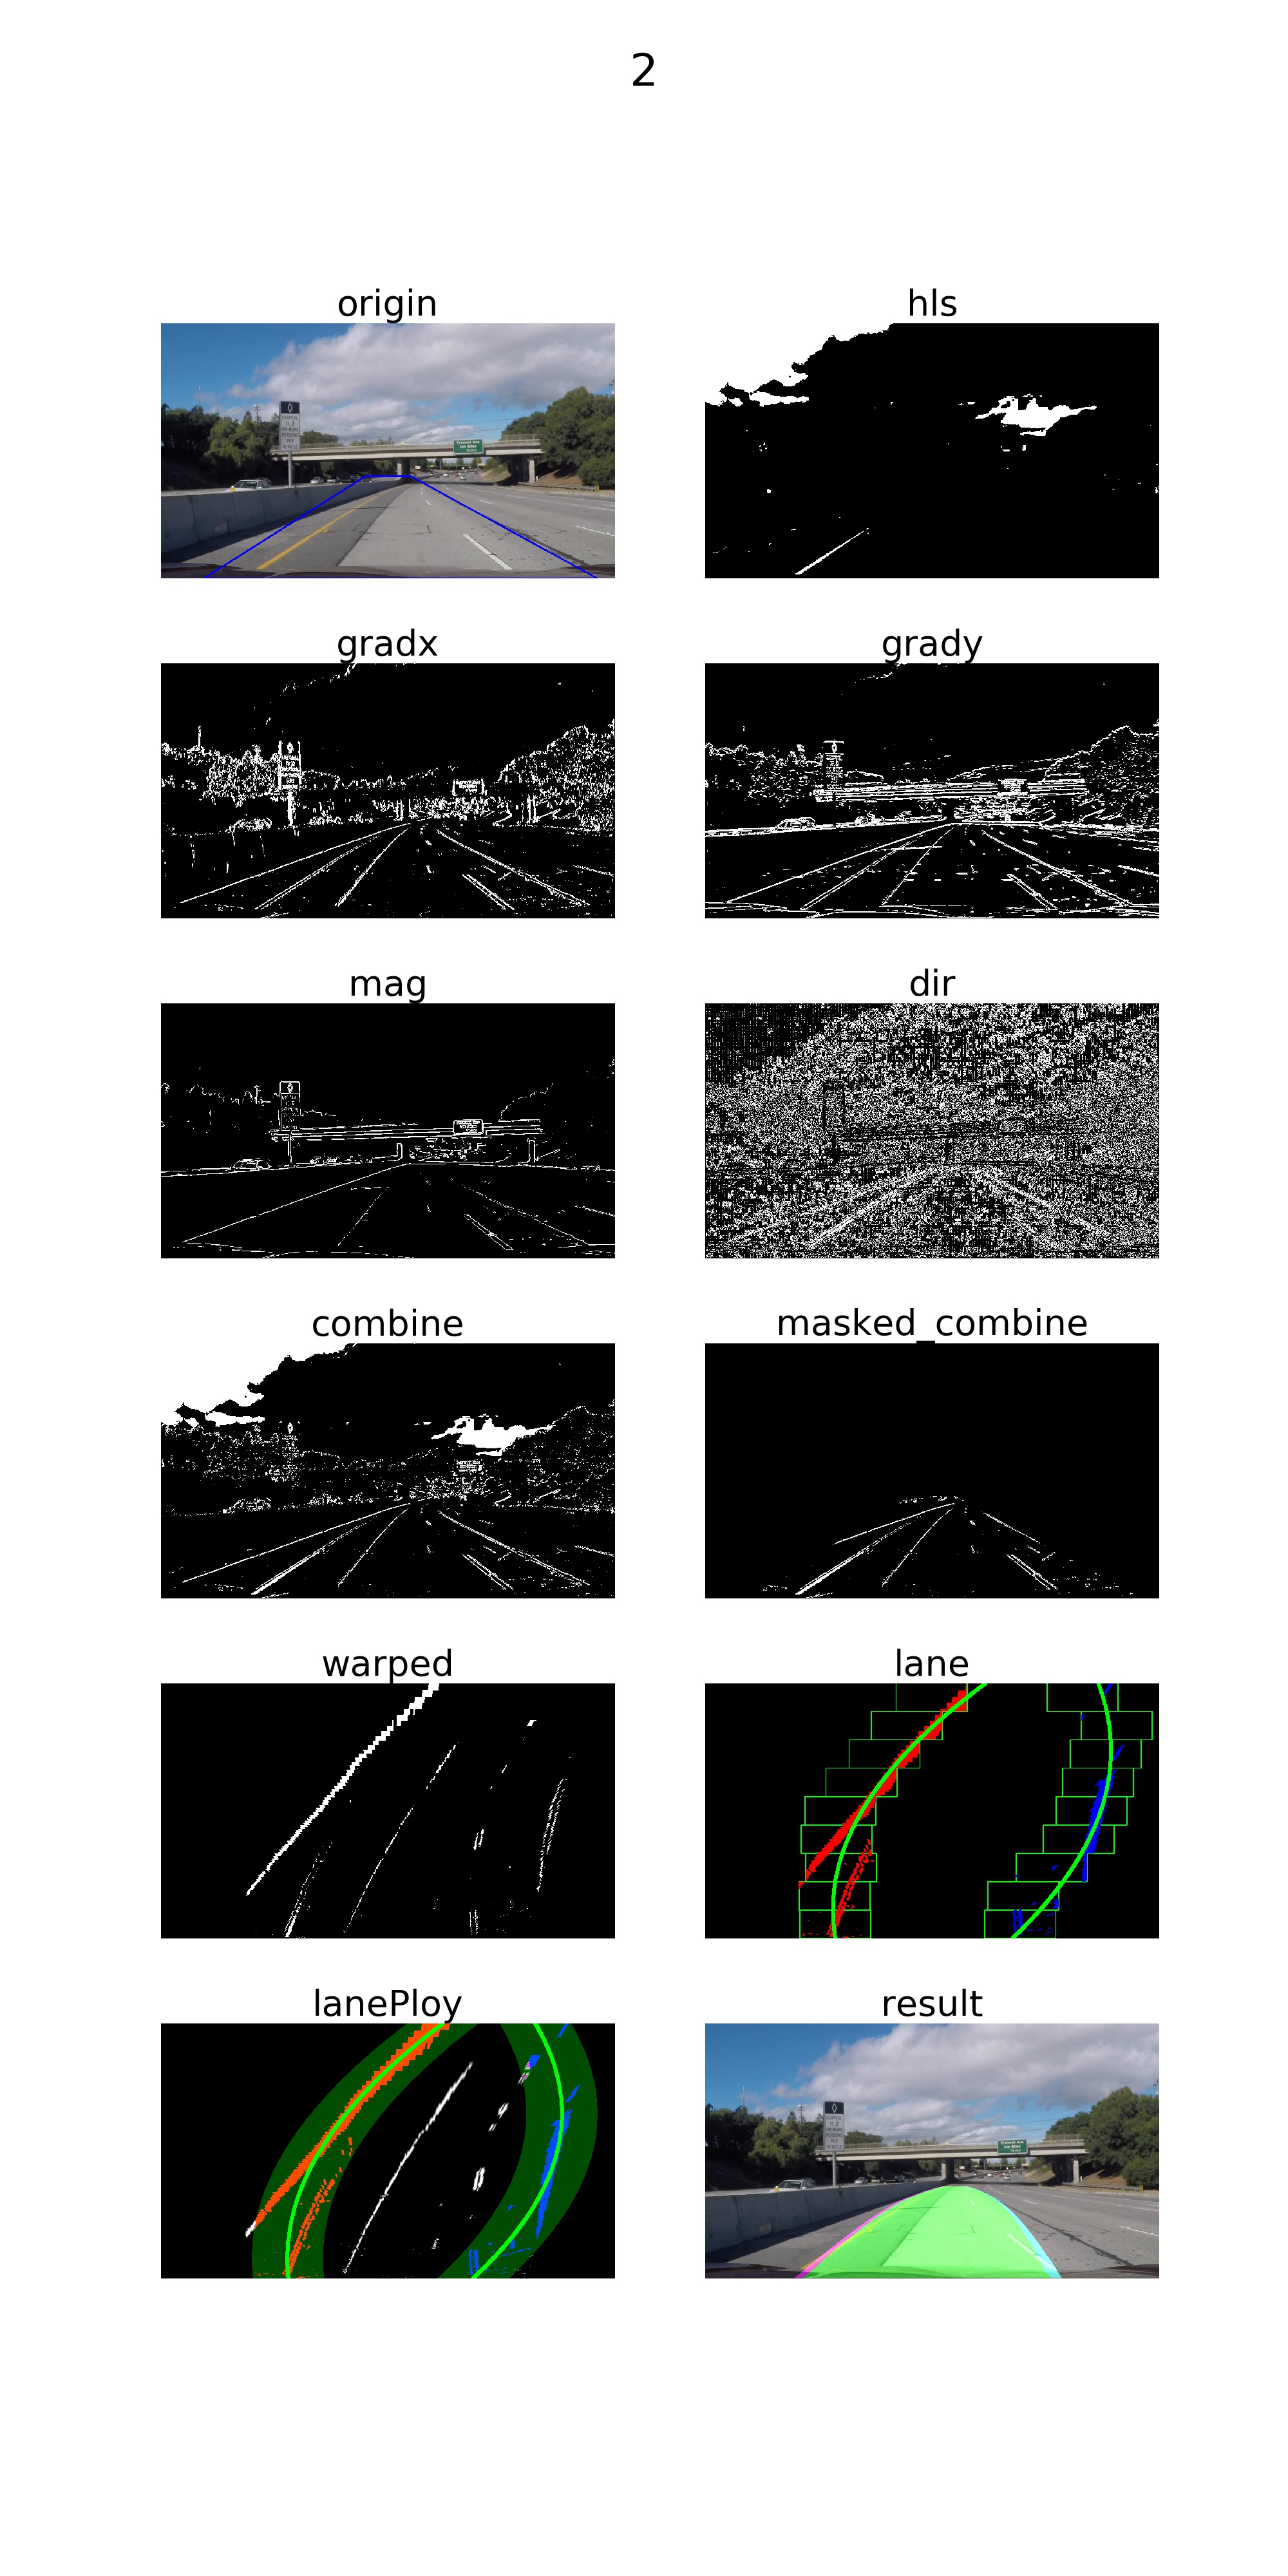 2
origin
hls
gradx
grady
mag
dir
combine
masked_combine
warped
lane
lanePloy
result